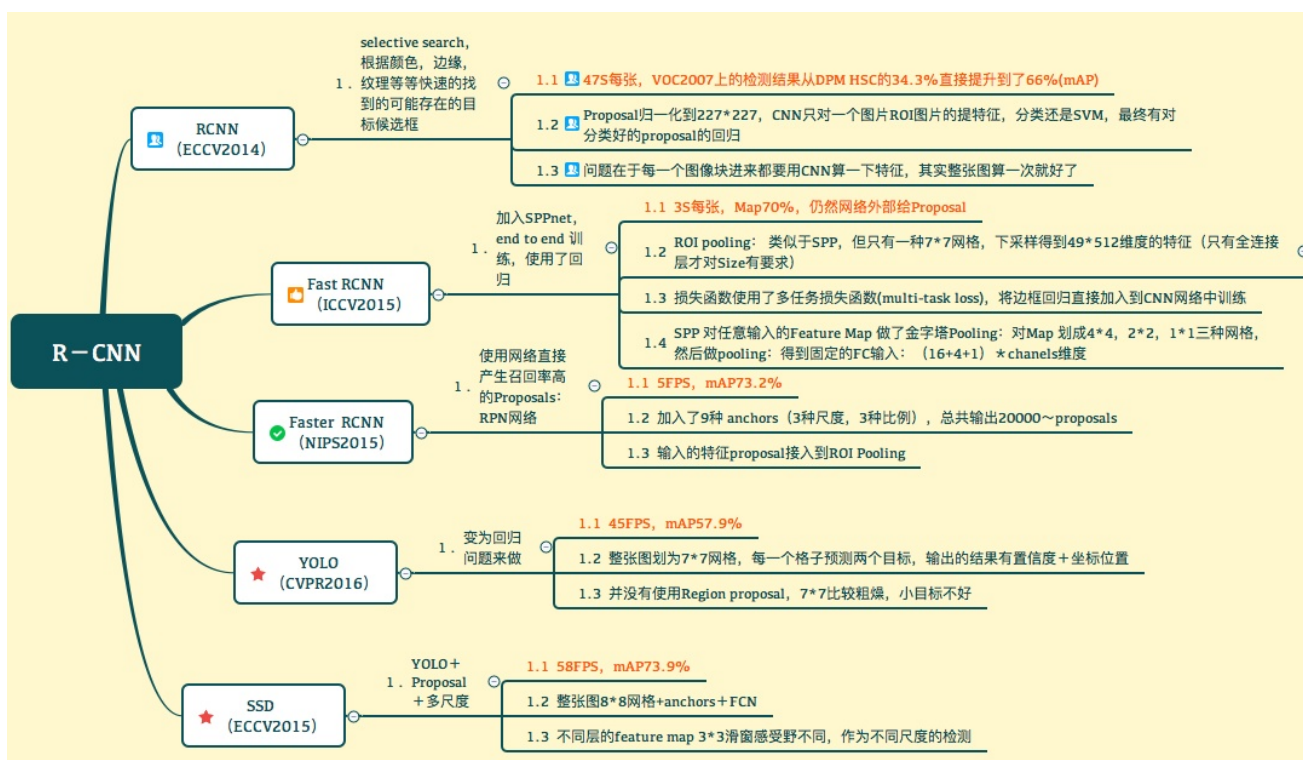 R－CNN
RCNN
（ECCV2014）
1. selective search,
根据颜色，边缘，
纹理等等快速的找
到的可能存在的目
标候选框
1.1 47S每张，VOC2007上的检测结果从DPM HSC的34.3%直接提升到了66%(mAP)
1.2 Proposal归一化到227*227，CNN只对一个图片ROI图片的提特征，分类还是SVM，最终有对
分类好的proposal的回归
1.3 问题在于每一个图像块进来都要用CNN算一下特征，其实整张图算一次就好了
Fast RCNN
（ICCV2015）
1. 加入SPPnet，
end to end 训
练，使用了回
归
1.1 3S每张，Map70%，仍然网络外部给Proposal
1.2 ROI pooling： 类似于SPP，但只有一种7*7网格，下采样得到49*512维度的特征（只有全连接
层才对Size有要求）
1.3 损失函数使用了多任务损失函数(multi-task loss)，将边框回归直接加入到CNN网络中训练
1.4 SPP 对任意输入的Feature Map 做了金字塔Pooling：对Map 划成4*4，2*2，1*1三种网格，
然后做pooling：得到固定的FC输入：（16+4+1）＊chanels维度
Faster RCNN
（NIPS2015）
1. 使用网络直接
产生召回率高
的Proposals：
RPN网络
1.1 5FPS，mAP73.2%
1.2 加入了9种 anchors（3种尺度，3种比例），总共输出20000～proposals
1.3 输入的特征proposal接入到ROI Pooling
YOLO
（CVPR2016）
1. 变为回归
问题来做
1.1 45FPS，mAP57.9%
1.2 整张图划为7*7网格，每一个格子预测两个目标，输出的结果有置信度＋坐标位置
1.3 并没有使用Region proposal，7*7比较粗燥，小目标不好
SSD
（ECCV2015）
1. YOLO＋
Proposal
＋多尺度
1.1 58FPS，mAP73.9%
1.2 整张图8*8网格+anchors＋FCN
1.3 不同层的feature map 3*3滑窗感受野不同，作为不同尺度的检测